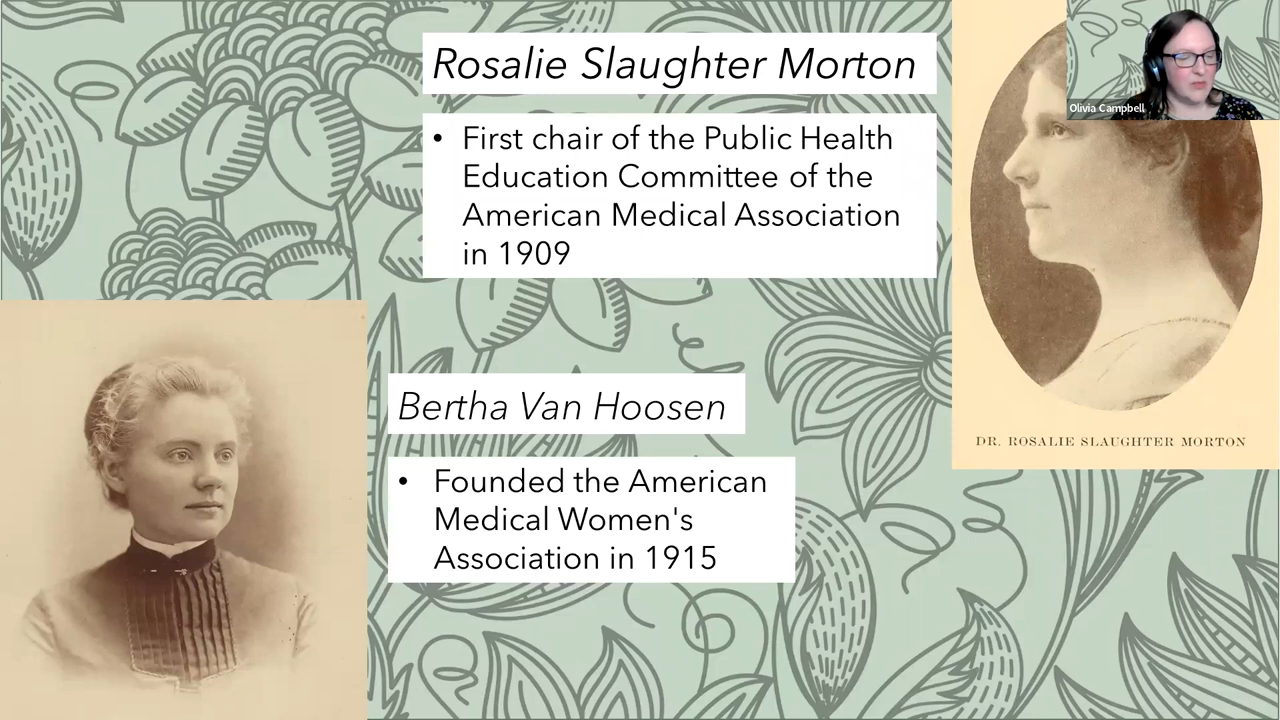 Rosalie Slaughter Morton
• First chair of the Public Health
Education Committee of the
American Medical Association
in 1909
Olivia Campbell
DR. ROSALIE SLAUGHTER MORTON
Bertha Van Hoosen
• Founded the American
Medical Women's
Association in 1915